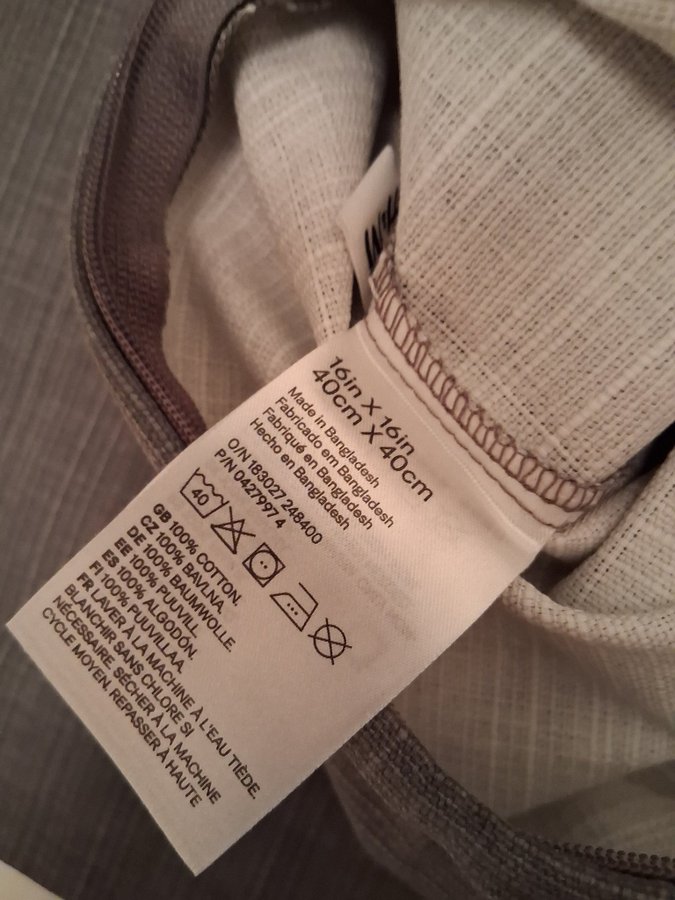 16in X 16in
40cm X 40cm
Made in Bangladesh
Fabricado em Bangladesh
Fabriqué en Bangladesh
Hecho en Bangladesh
O/N 183027 248400
P/N 0427997 4
40
GB 100% COTTON.
CZ 100% BAVLNA.
DE 100% BAUMWOLLE.
EE 100% PUUVILL.
ES 100% ALGODÓN.
FI 100% PUUVILLAA.
FR LAVER À LA MACHINE À L'EAU TIÈDE.
BLANCHIR SANS CHLORE SI
NÉCESSAIRE. SÉCHER À LA MACHINE
CYCLE MOYEN. REPASSER À HAUTE